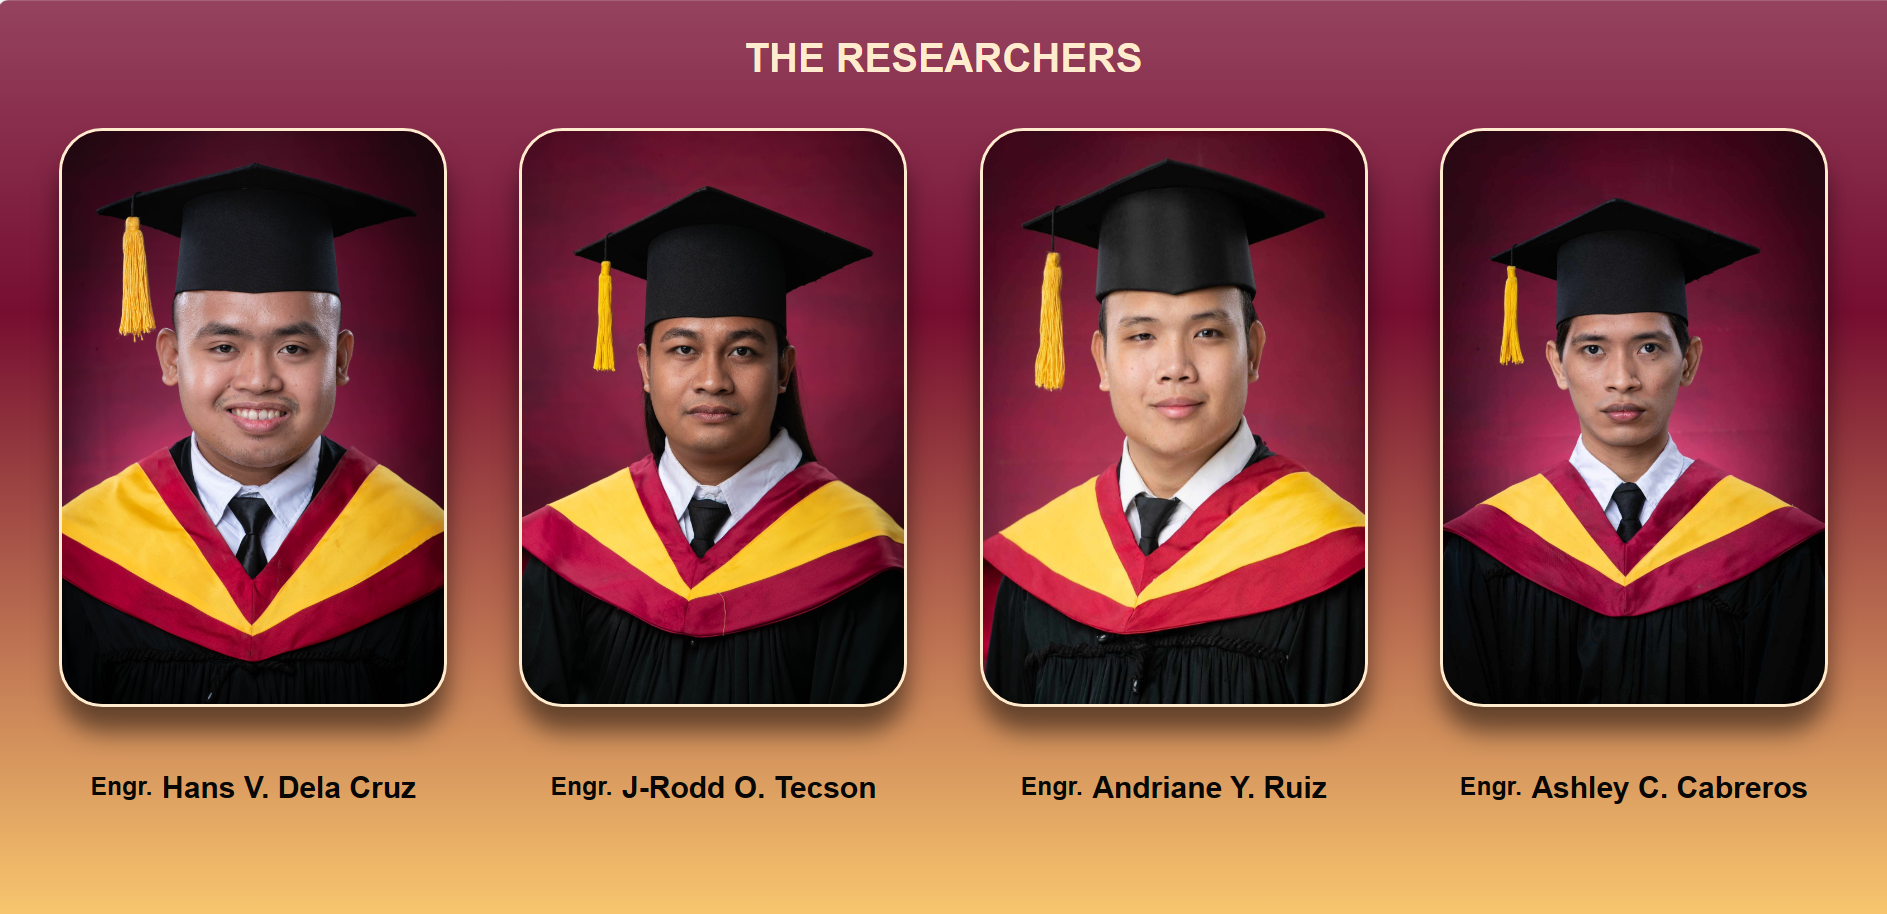 THE RESEARCHERS
Engr. Hans V. Dela Cruz
Engr. J-Rodd O. Tecson
Engr. Andriane Y. Ruiz
Engr. Ashley C. Cabreros